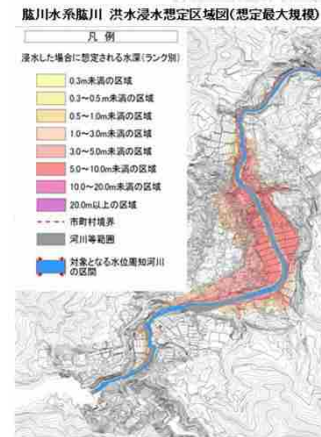 肱川水系肱川 洪水浸水想定区域図(想定最大規模)
凡 例
浸水した場合に想定される水深(ランク別)
0.3m未満の区域
0.3～0.5m未満の区域
0.5～1.0m未満の区域
1.0～3.0m未満の区域
3.0～5.0m未満の区域
5.0～10.0m未満の区域
10.0～20.0m未満の区域
20.0m以上の区域
市町村境界
河川等範囲
対象となる水位周知河川
の区間